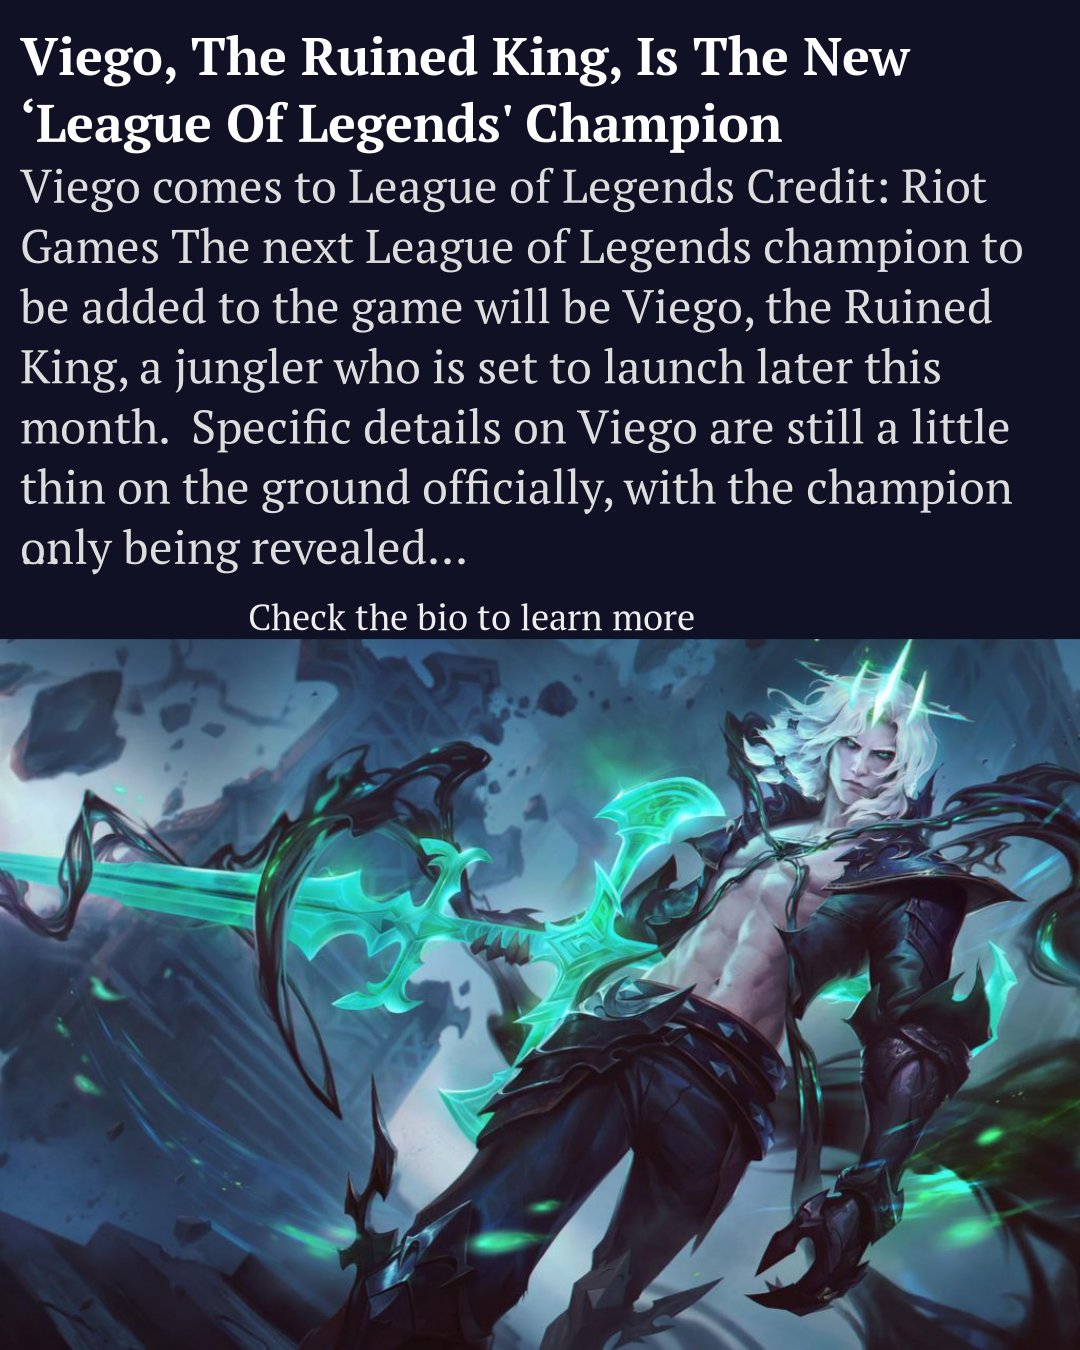 Viego, The Ruined King, Is The New
‘League Of Legends' Champion
Viego comes to League of Legends Credit: Riot
Games The next League of Legends champion to
be added to the game will be Viego, the Ruined
King, a jungler who is set to launch later this
month.  Specific details on Viego are still a little
thin on the ground officially, with the champion
only being revealed...
...
Check the bio to learn more